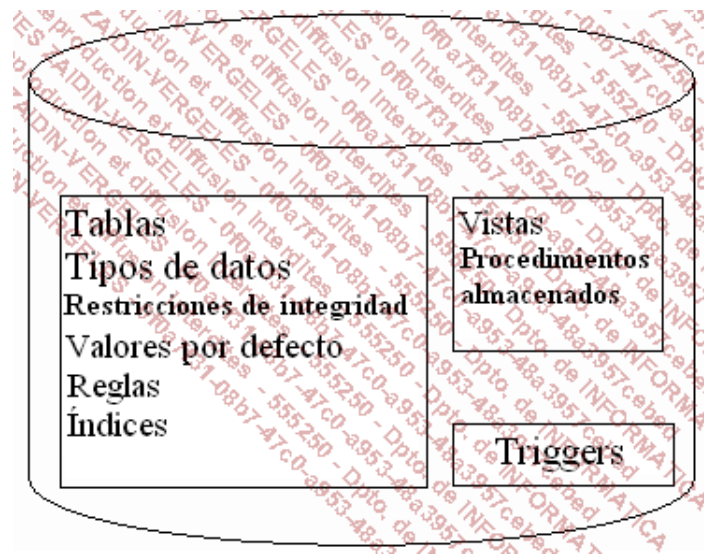 Tablas
Tipos de datos
Restricciones de integridad
Valores por defecto
Reglas
Índices
Vistas
Procedimientos
almacenados
Triggers